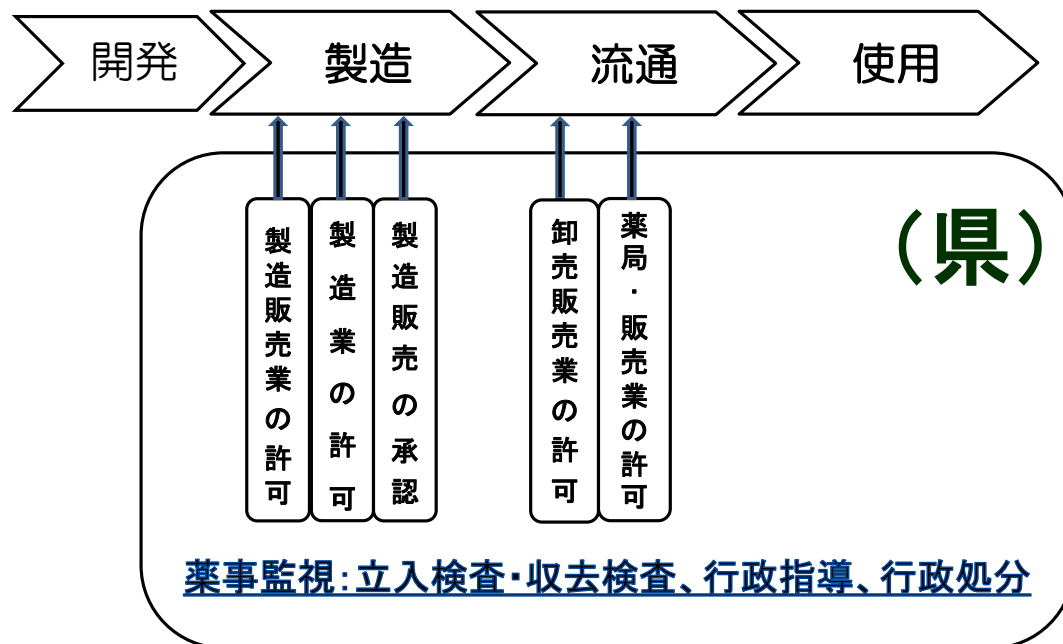 開発
製造
流通
使用
(県)
製造販売業の許可
製造業の許可
製造販売の承認
卸売販売業の許可
薬局・販売業の許可
薬事監視:立入検査・収去検査、行政指導、行政処分